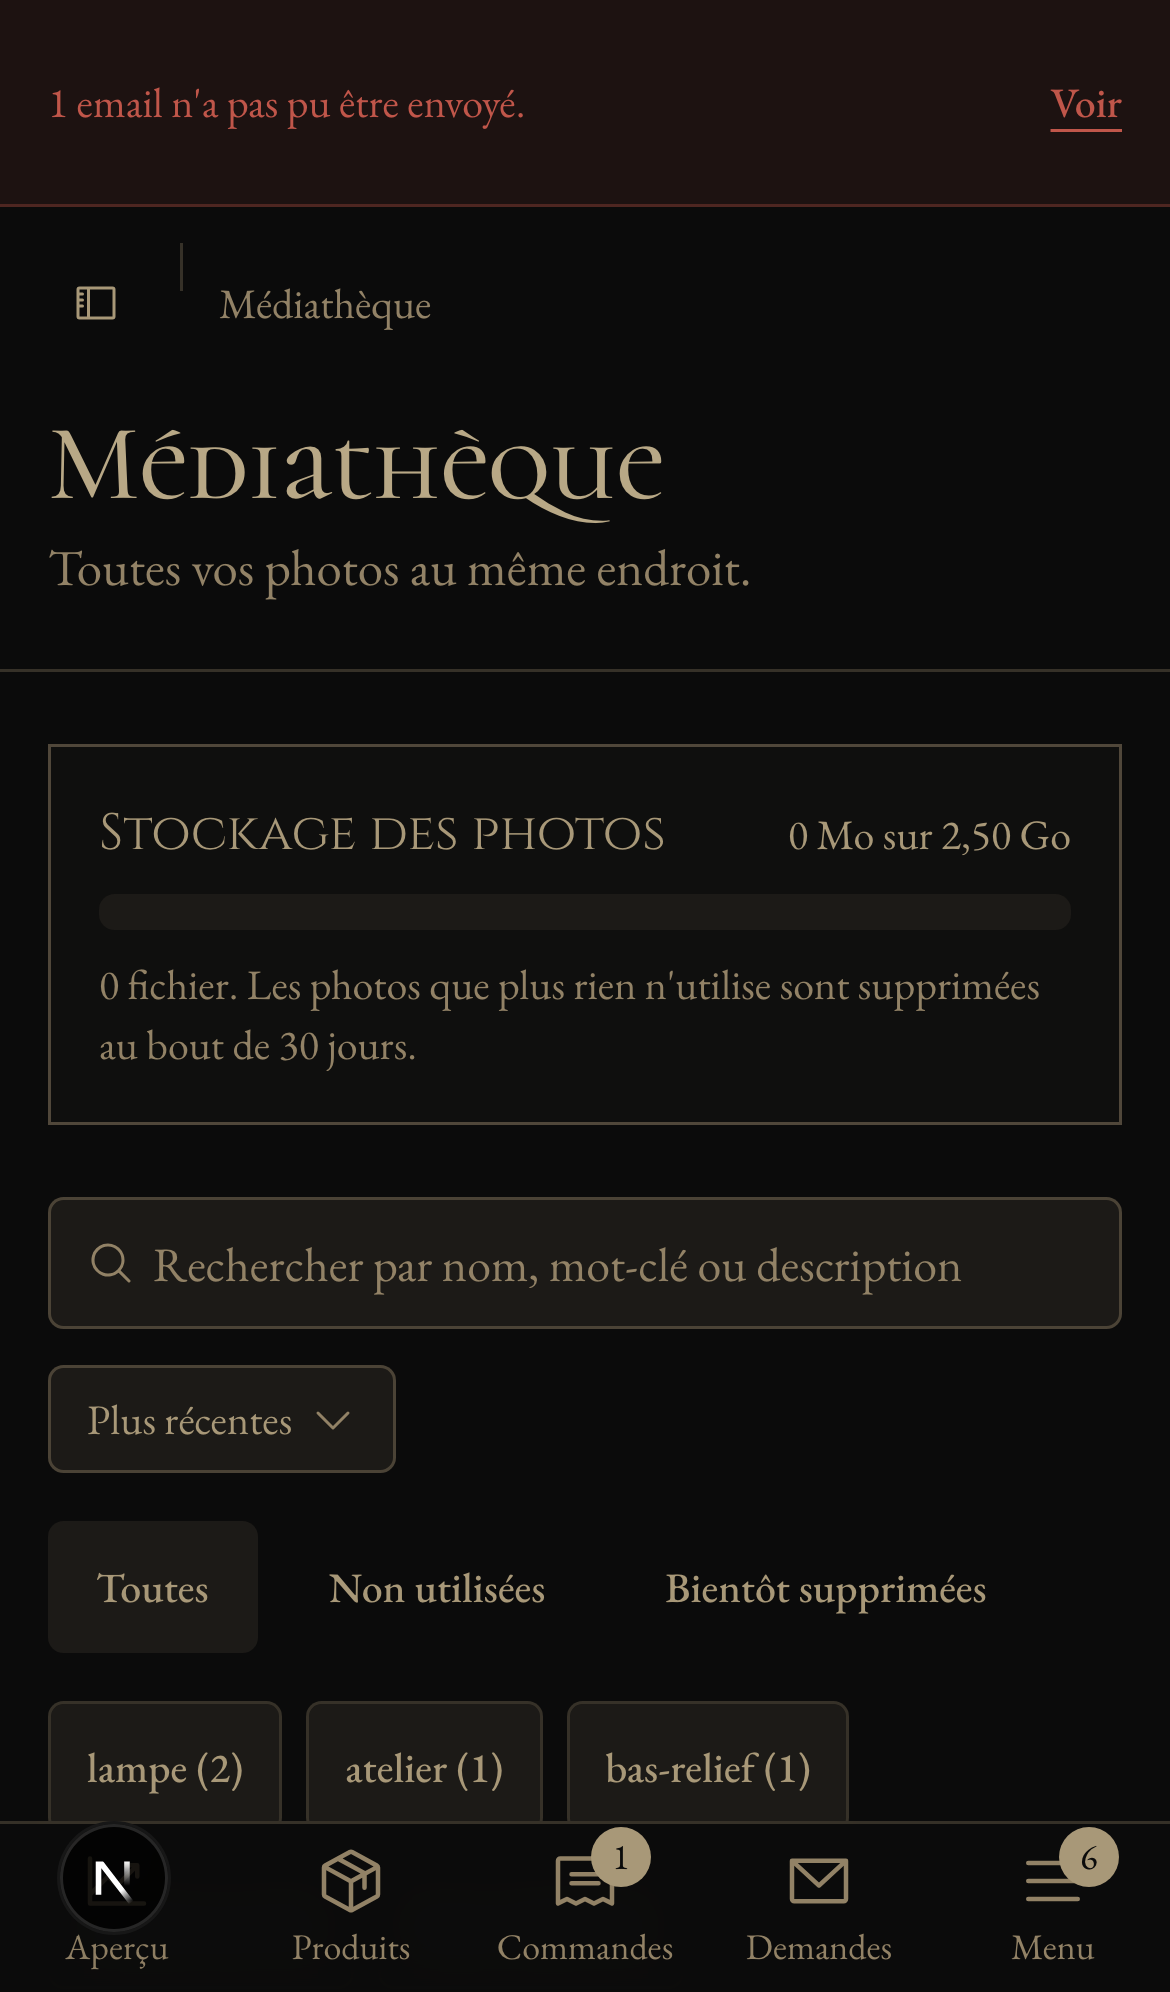 1 email n'a pas pu être envoyé.
Voir
Médiathèque
Médiathèque
Toutes vos photos au même endroit.
Stockage des photos
0 Mo sur 2,50 Go
0 fichier. Les photos que plus rien n'utilise sont supprimées
au bout de 30 jours.
Rechercher par nom, mot-clé ou description
Plus récentes
Toutes
Non utilisées
Bientôt supprimées
lampe (2)
atelier (1)
bas-relief (1)
N
1
6
Aperçu
Produits
Commandes
Demandes
Menu